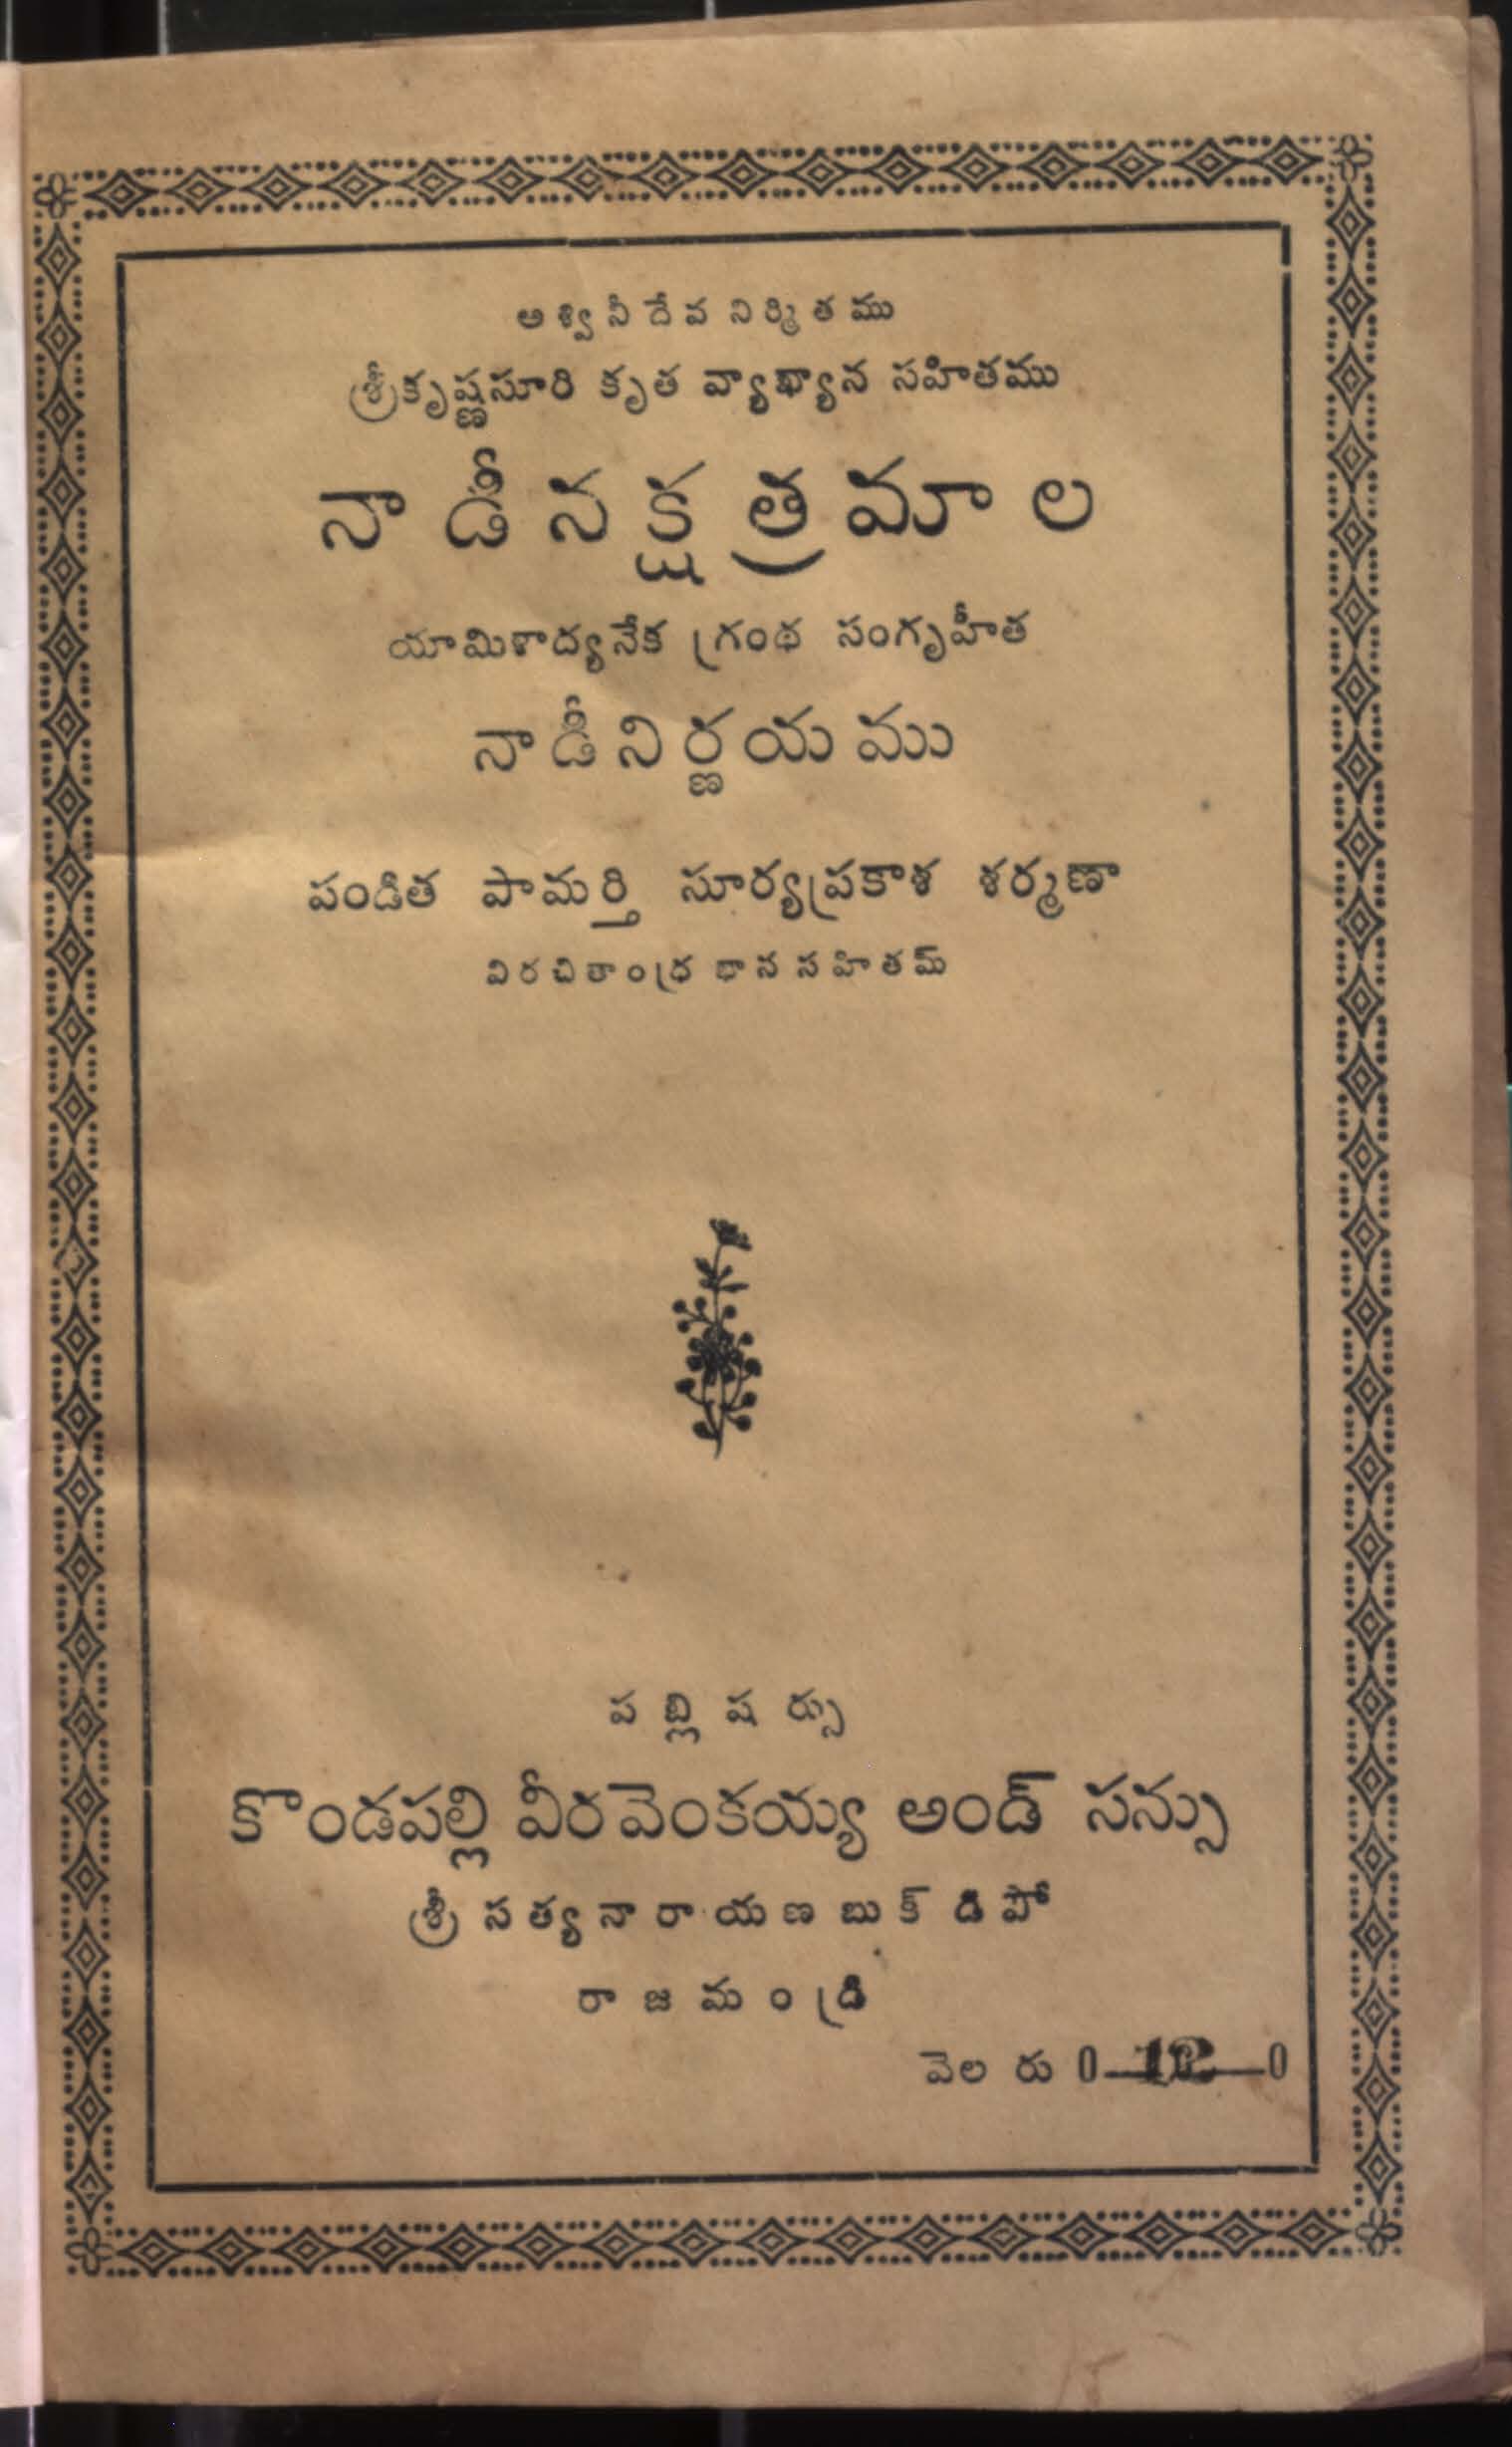 అశ్వినీదేవ నిర్మితము
శ్రీకృష్ణసూరి కృత వ్యాఖ్యాన సహితము
నాడీనక్షత్రమాల
యామిళాద్యనేక గ్రంథ సంగృహీత
నాడీనిర్ణయము
పండిత పామర్తి సూర్యప్రకాశ శర్మణా
విరచితాంధ్ర భాస సహితమ్
పబ్లిషర్సు
కొండపల్లి వీరవెంకయ్య అండ్ సన్సు
శ్రీ సత్యనారాయణ బుక్ డిపో
రాజమండ్రి
వెల రు 0—12—0